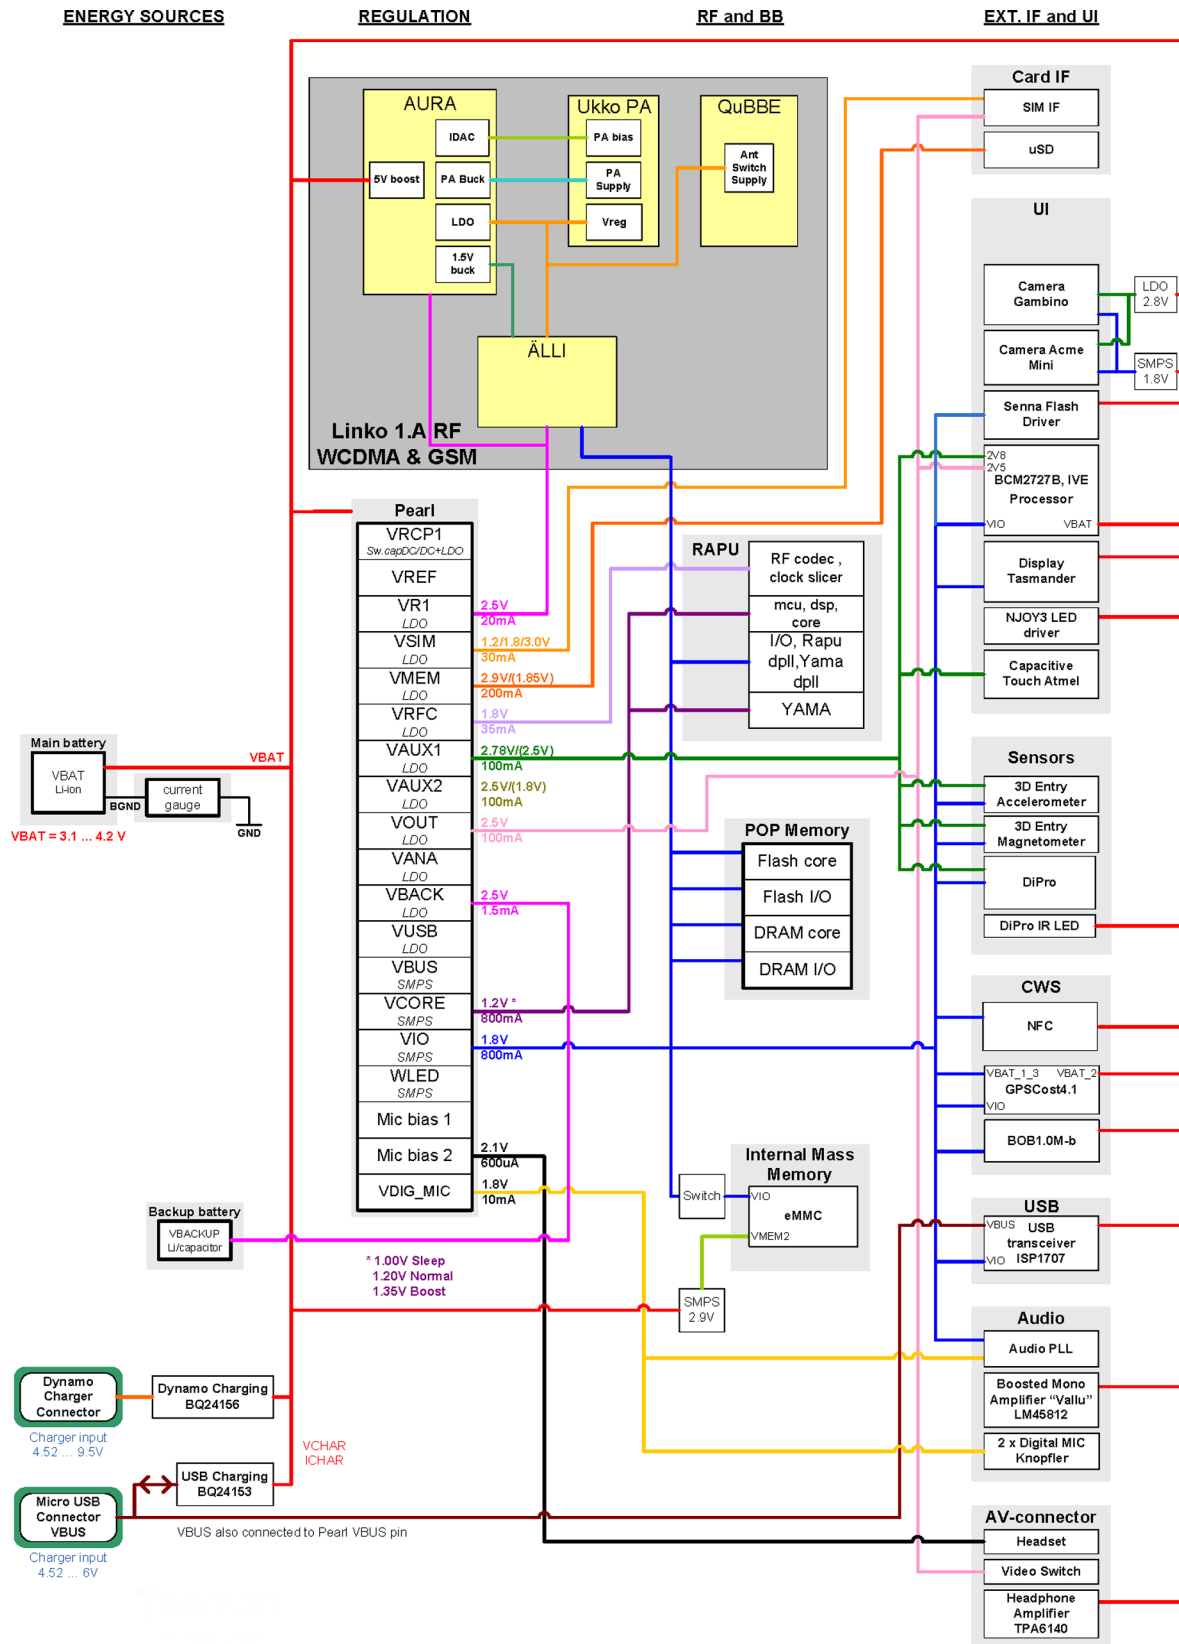 ENERGY SOURCES
REGULATION
RF and BB
EXT. IF and UI
AURA
IDAC
5V boost
PA Buck
LDO
1.5V
buck
Ukko PA
PA bias
PA
Supply
Vreg
QuBBE
Ant
Switch
Supply
ÄLLI
Linko 1.A RF
WCDMA & GSM
Pearl
VRCP1
Sw.capDC/DC+LDO
VREF
VR1
LDO
2.5V
20mA
VSIM
LDO
1.2/1.8/3.0V
30mA
VMEM
LDO
2.9V/(1.85V)
200mA
VRFC
LDO
1.8V
35mA
VAUX1
LDO
2.78V/(2.5V)
100mA
VAUX2
LDO
2.5V/(1.8V)
100mA
VOUT
LDO
2.5V
100mA
VANA
LDO
VBACK
LDO
2.5V
1.5mA
VUSB
LDO
VBUS
SMPS
VCORE
SMPS
1.2V *
800mA
VIO
SMPS
1.8V
800mA
WLED
SMPS
Mic bias 1
Mic bias 2
2.1V
600uA
VDIG_MIC
1.8V
10mA
* 1.00V Sleep
1.20V Normal
1.35V Boost
Main battery
VBAT
Li-ion
VBAT = 3.1 ... 4.2 V
BGND
current
gauge
GND
VBAT
Backup battery
VBACKUP
Li/capacitor
Dynamo
Charger
Connector
Charger input
4.52 ... 9.5V
Dynamo Charging
BQ24156
VCHAR
ICHAR
USB Charging
BQ24153
Micro USB
Connector
VBUS
Charger input
4.52 ... 6V
VBUS also connected to Pearl VBUS pin
RAPU
RF codec ,
clock slicer
mcu, dsp,
core
I/O, Rapu
dpll,Yama
dpll
YAMA
POP Memory
Flash core
Flash I/O
DRAM core
DRAM I/O
Internal Mass
Memory
Switch
VIO
eMMC
VMEM2
SMPS
2.9V
Card IF
SIM IF
uSD
UI
Camera
Gambino
LDO
2.8V
Camera Acme
Mini
SMPS
1.8V
Senna Flash
Driver
2V8
2V5
BCM2727B, IVE
Processor
VIO
VBAT
Display
Tasmander
NJOY3 LED
driver
Capacitive
Touch Atmel
Sensors
3D Entry
Accelerometer
3D Entry
Magnetometer
DiPro
DiPro IR LED
CWS
NFC
VBAT_1_3
VBAT_2
GPSCost4.1
VIO
BOB1.0M-b
USB
VBUS
USB
transceiver
ISP1707
VIO
Audio
Audio PLL
Boosted Mono
Amplifier “Vallu”
LM45812
2 x Digital MIC
Knopfler
AV-connector
Headset
Video Switch
Headphone
Amplifier
TPA6140